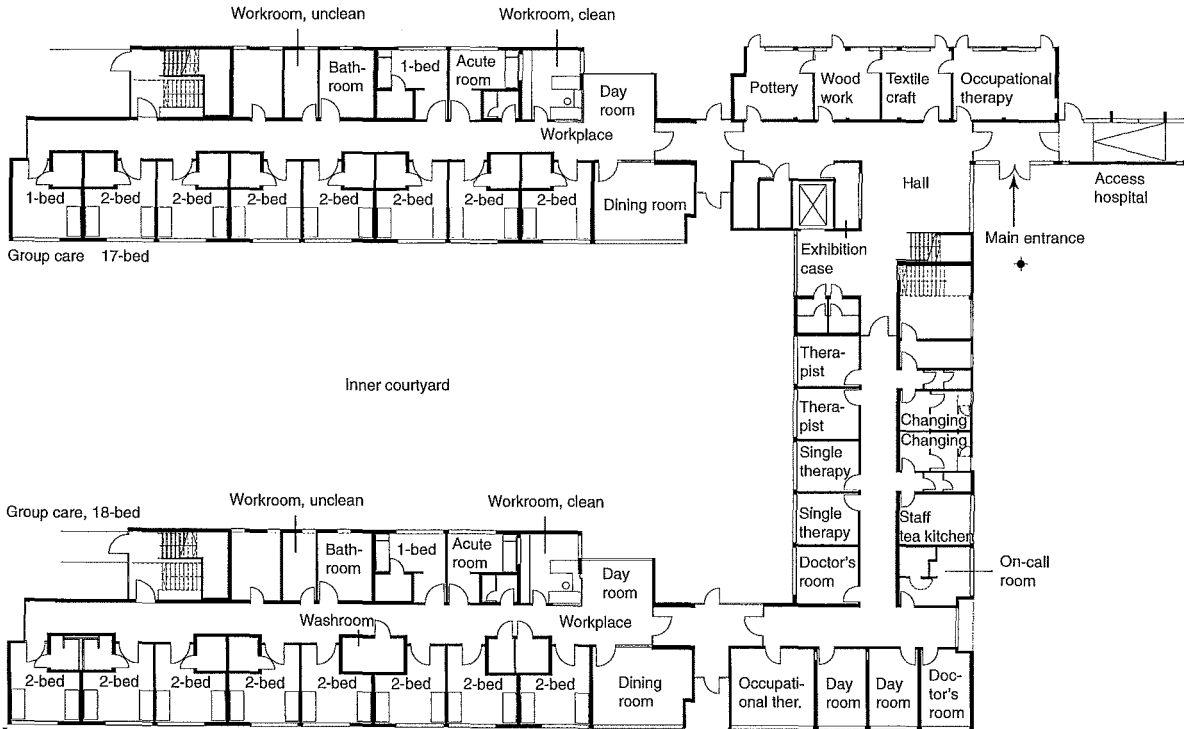 Workroom, unclean
Workroom, clean
Bath-
room
1-bed
Acute
room
Day
room
Workplace
Pottery
Wood
work
Textile
craft
Occupational
therapy
1-bed
2-bed
2-bed
2-bed
2-bed
2-bed
2-bed
2-bed
Dining room
Hall
Access
hospital
Main entrance
Exhibition
case
Group care 17-bed
Inner courtyard
Thera-
pist
Thera-
pist
Single
therapy
Single
therapy
Doctor's
room
Changing
Changing
Staff
tea kitchen
On-call
room
Group care, 18-bed
Workroom, unclean
Workroom, clean
Bath-
room
1-bed
Acute
room
Day
room
Washroom
Workplace
2-bed
2-bed
2-bed
2-bed
2-bed
2-bed
2-bed
2-bed
Dining
room
Occupati-
onal ther.
Day
room
Day
room
Doc-
tor's
room